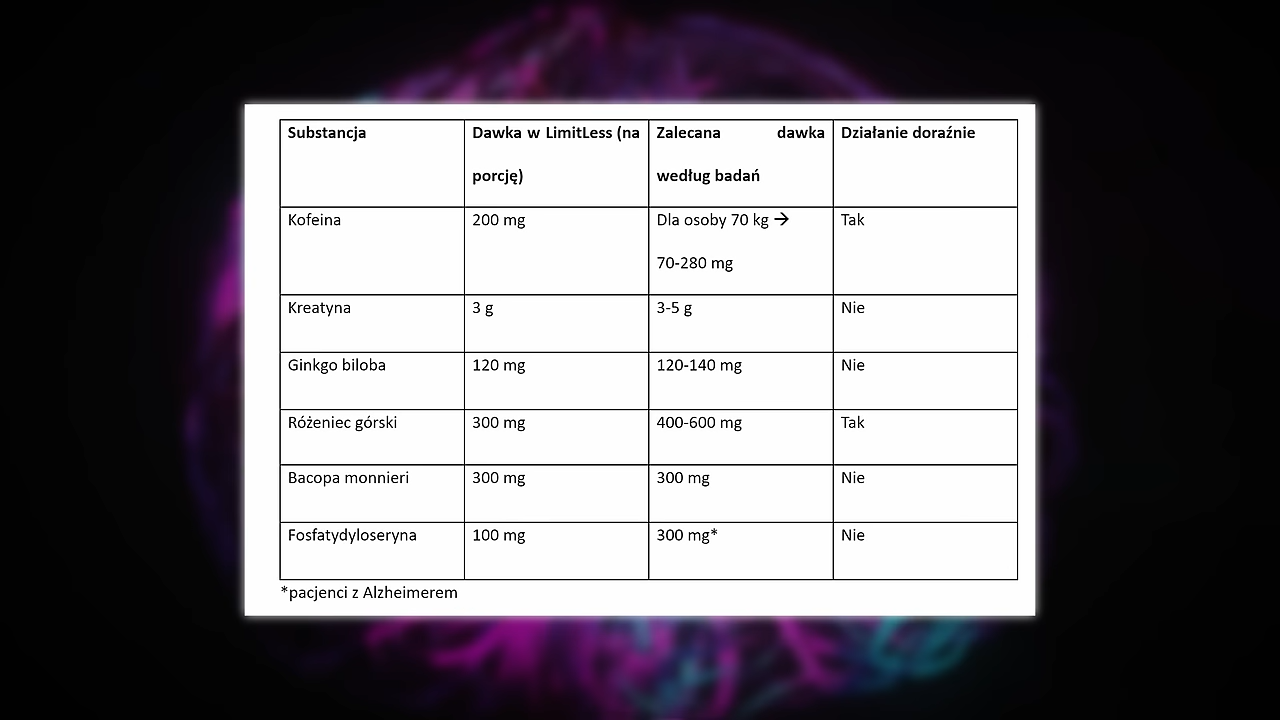 Substancja
Dawka w LimitLess (na
porcję)
Zalecana dawka
według badań
Działanie doraźnie
Kofeina
200 mg
Dla osoby 70 kg →
70-280 mg
Tak
Kreatyna
3 g
3-5 g
Nie
Ginkgo biloba
120 mg
120-140 mg
Nie
Różeniec górski
300 mg
400-600 mg
Tak
Bacopa monnieri
300 mg
300 mg
Nie
Fosfatydyloseryna
100 mg
300 mg*
Nie
*pacjenci z Alzheimerem